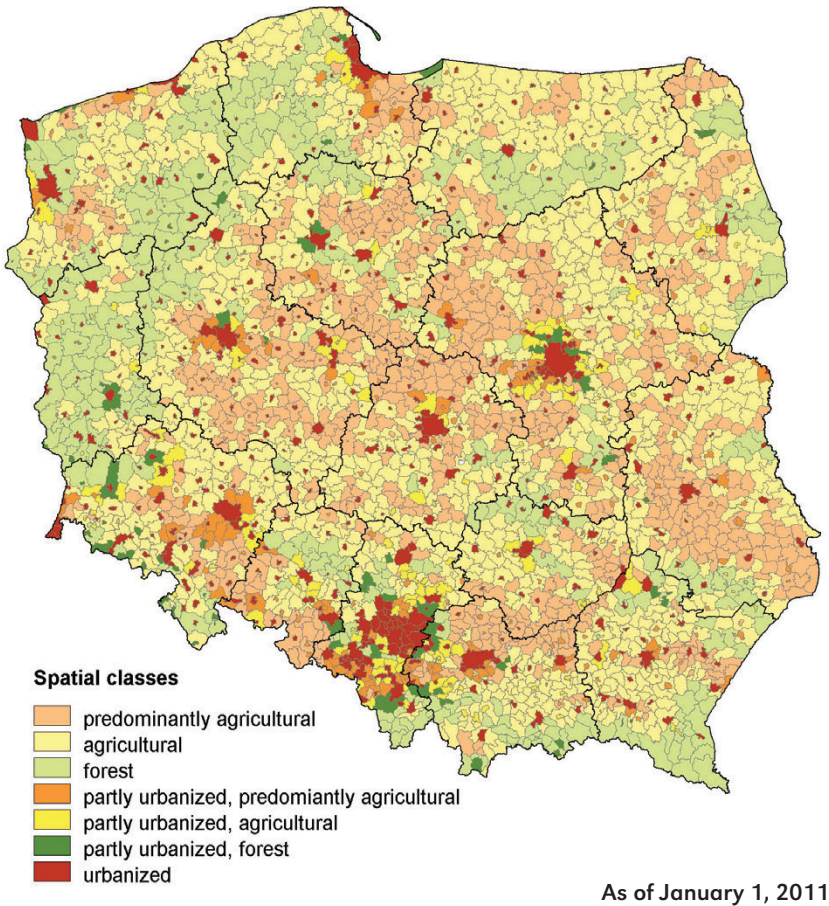 Spatial classes
predominantly agricultural
agricultural
forest
partly urbanized, predomiantly agricultural
partly urbanized, agricultural
partly urbanized, forest
urbanized
As of January 1, 2011